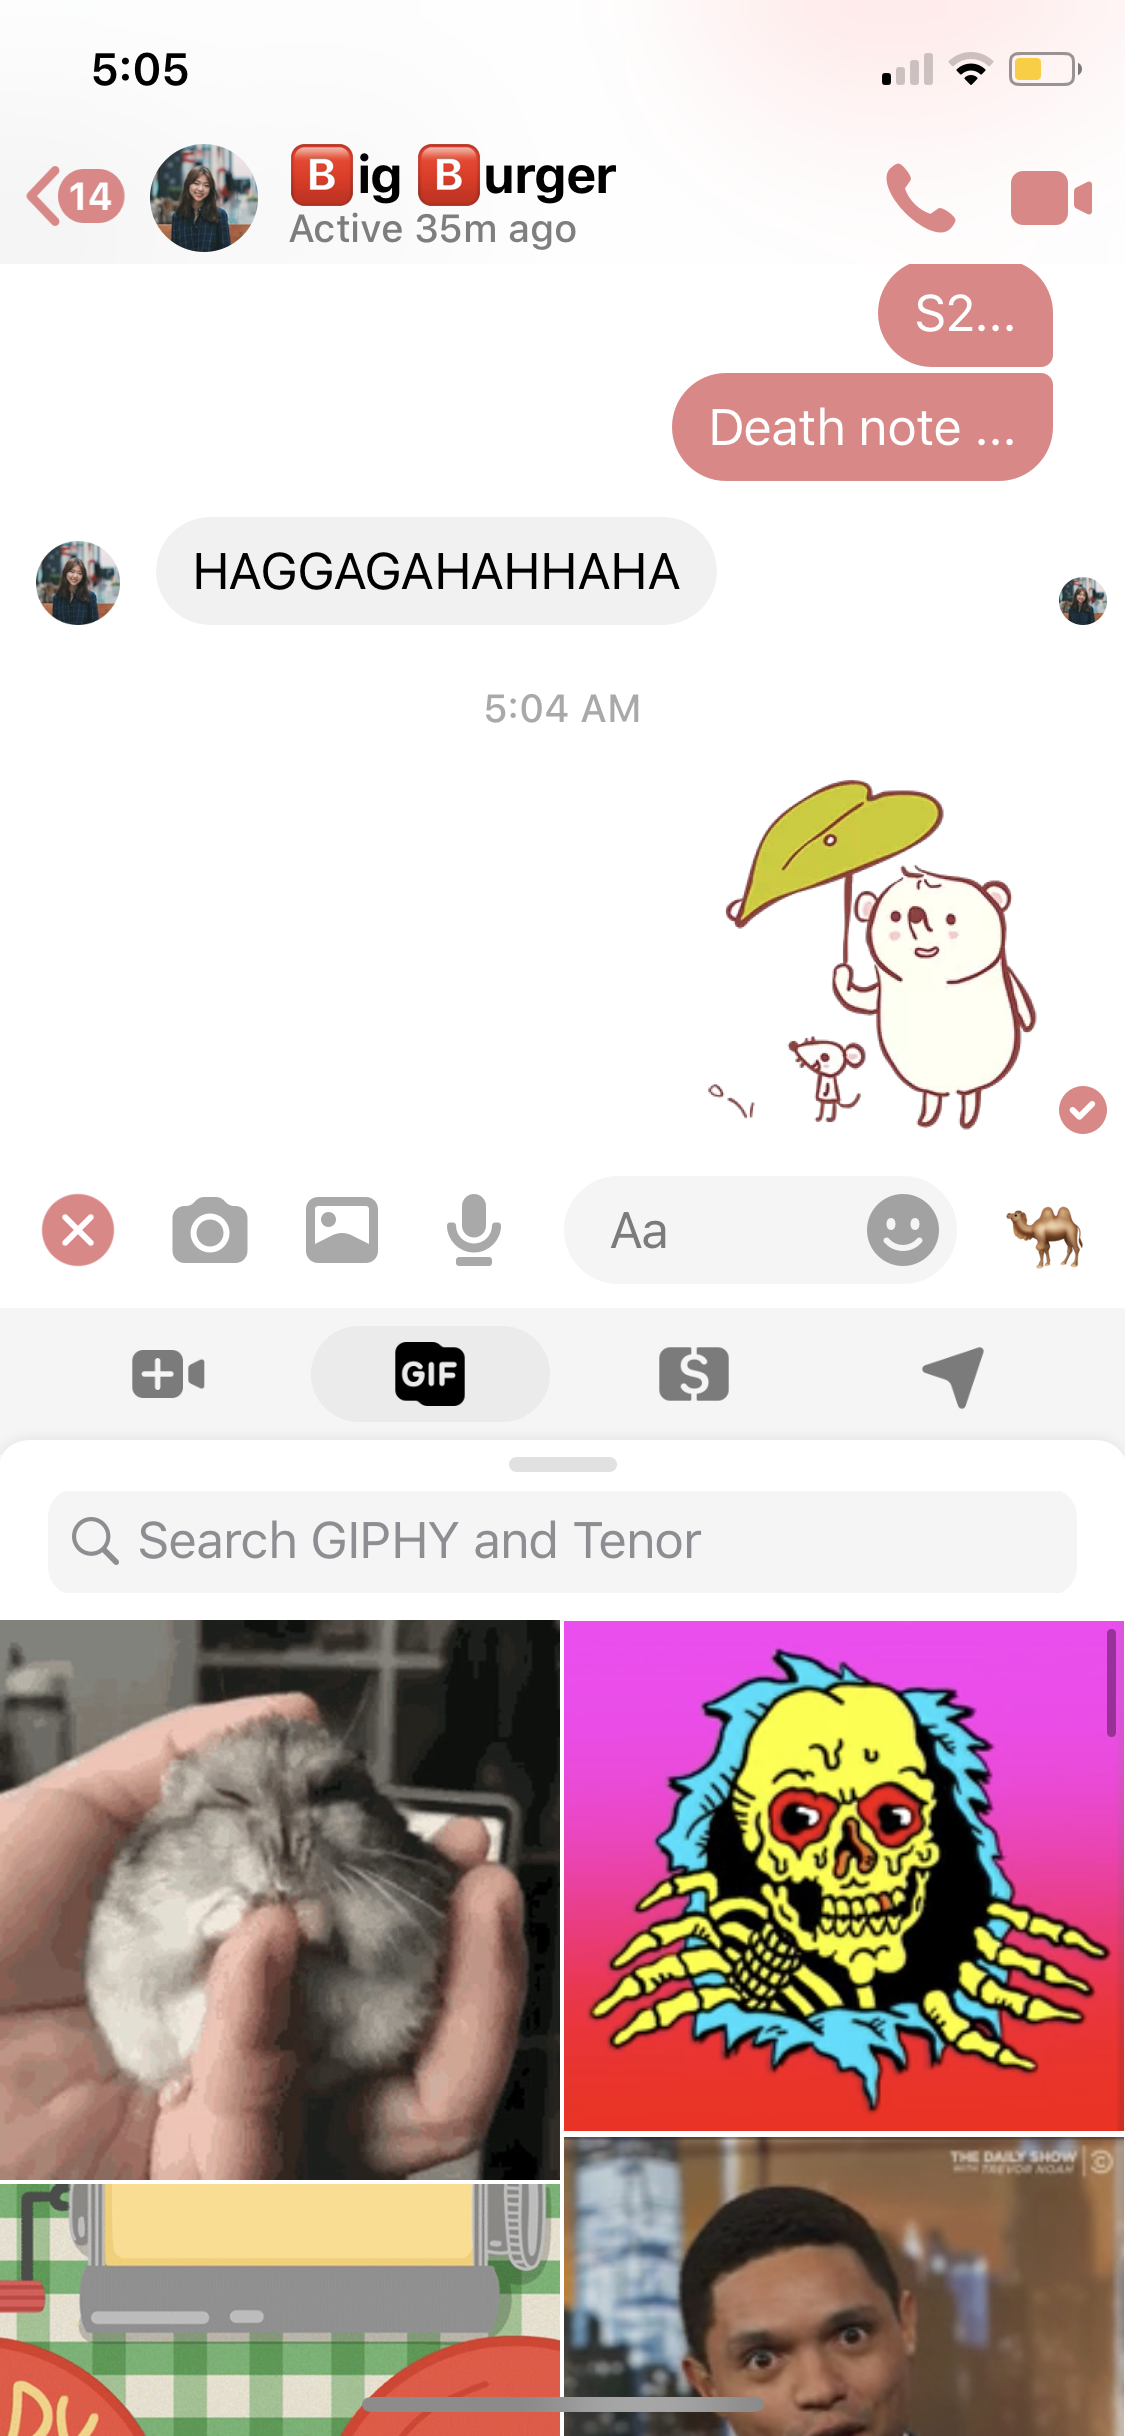 5:05
14
🅱️ig 🅱️urger
Active 35m ago
S2...
Death note ...
HAGGAGAHAHHAHA
5:04 AM
Aa
GIF
$
Search GIPHY and Tenor
THE DAILY SHOW
WITH TREVOR NOAH